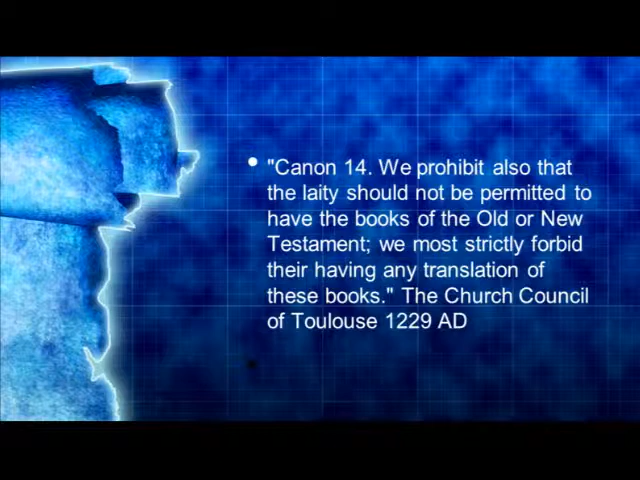 • "Canon 14. We prohibit also that
the laity should not be permitted to
have the books of the Old or New
Testament; we most strictly forbid
their having any translation of
these books." The Church Council
of Toulouse 1229 AD